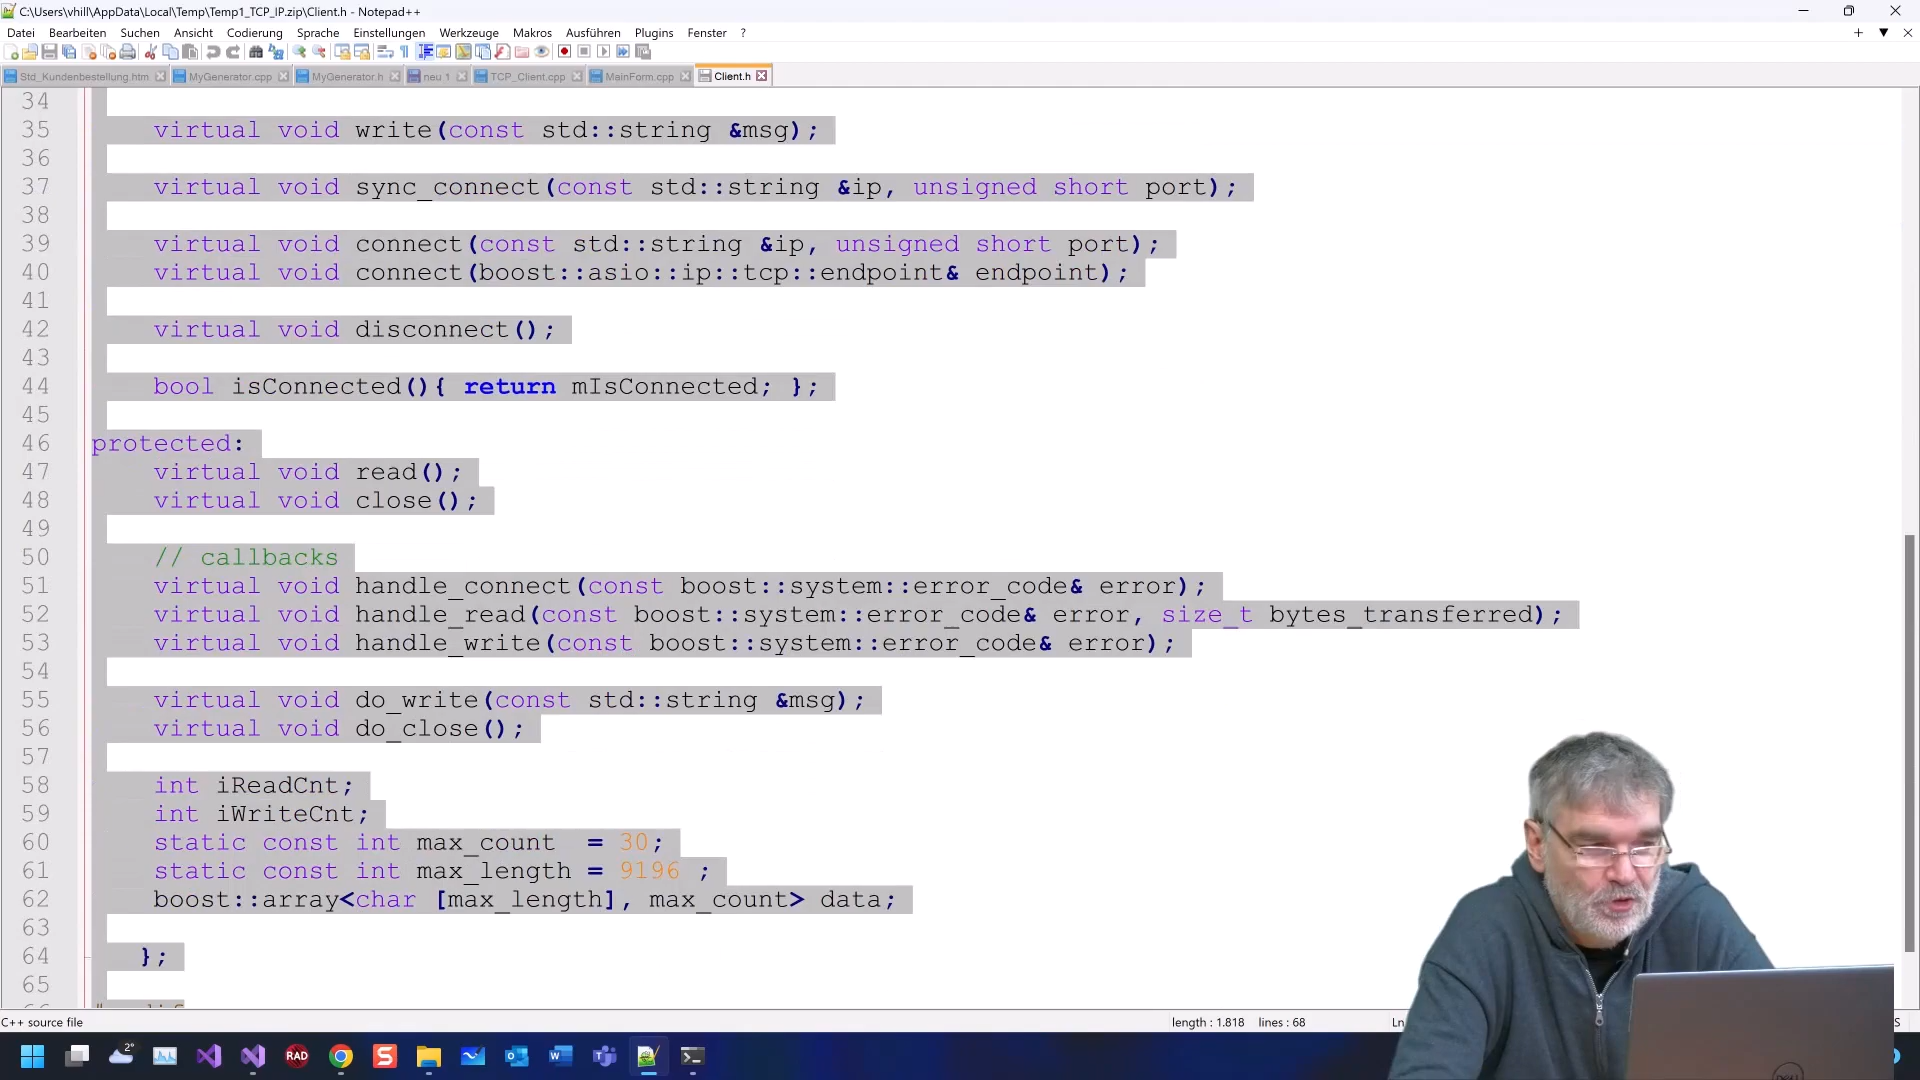 C:\Users\vhill\AppData\Local\Temp\Temp1_TCP_IP.zip\Client.h - Notepad++
Datei Bearbeiten Suchen Ansicht Codierung Sprache Einstellungen Werkzeuge Makros Ausführen Plugins Fenster ?
Std_Kundenbestellung.htm MyGenerator.cpp MyGenerator.h neu 1 TCP_Client.cpp MainForm.cpp Client.h
34
35 virtual void write(const std::string &msg);
36
37 virtual void sync_connect(const std::string &ip, unsigned short port);
38
39 virtual void connect(const std::string &ip, unsigned short port);
40 virtual void connect(boost::asio::ip::tcp::endpoint& endpoint);
41
42 virtual void disconnect();
43
44 bool isConnected(){ return mIsConnected; };
45
46 protected:
47 virtual void read();
48 virtual void close();
49
50 // callbacks
51 virtual void handle_connect(const boost::system::error_code& error);
52 virtual void handle_read(const boost::system::error_code& error, size_t bytes_transferred);
53 virtual void handle_write(const boost::system::error_code& error);
54
55 virtual void do_write(const std::string &msg);
56 virtual void do_close();
57
58 int iReadCnt;
59 int iWriteCnt;
60 static const int max_count = 30;
61 static const int max_length = 9196 ;
62 boost::array<char [max_length], max_count> data;
63
64 };
65
C++ source file length : 1.818 lines : 68 Ln
2° RAD
DELL